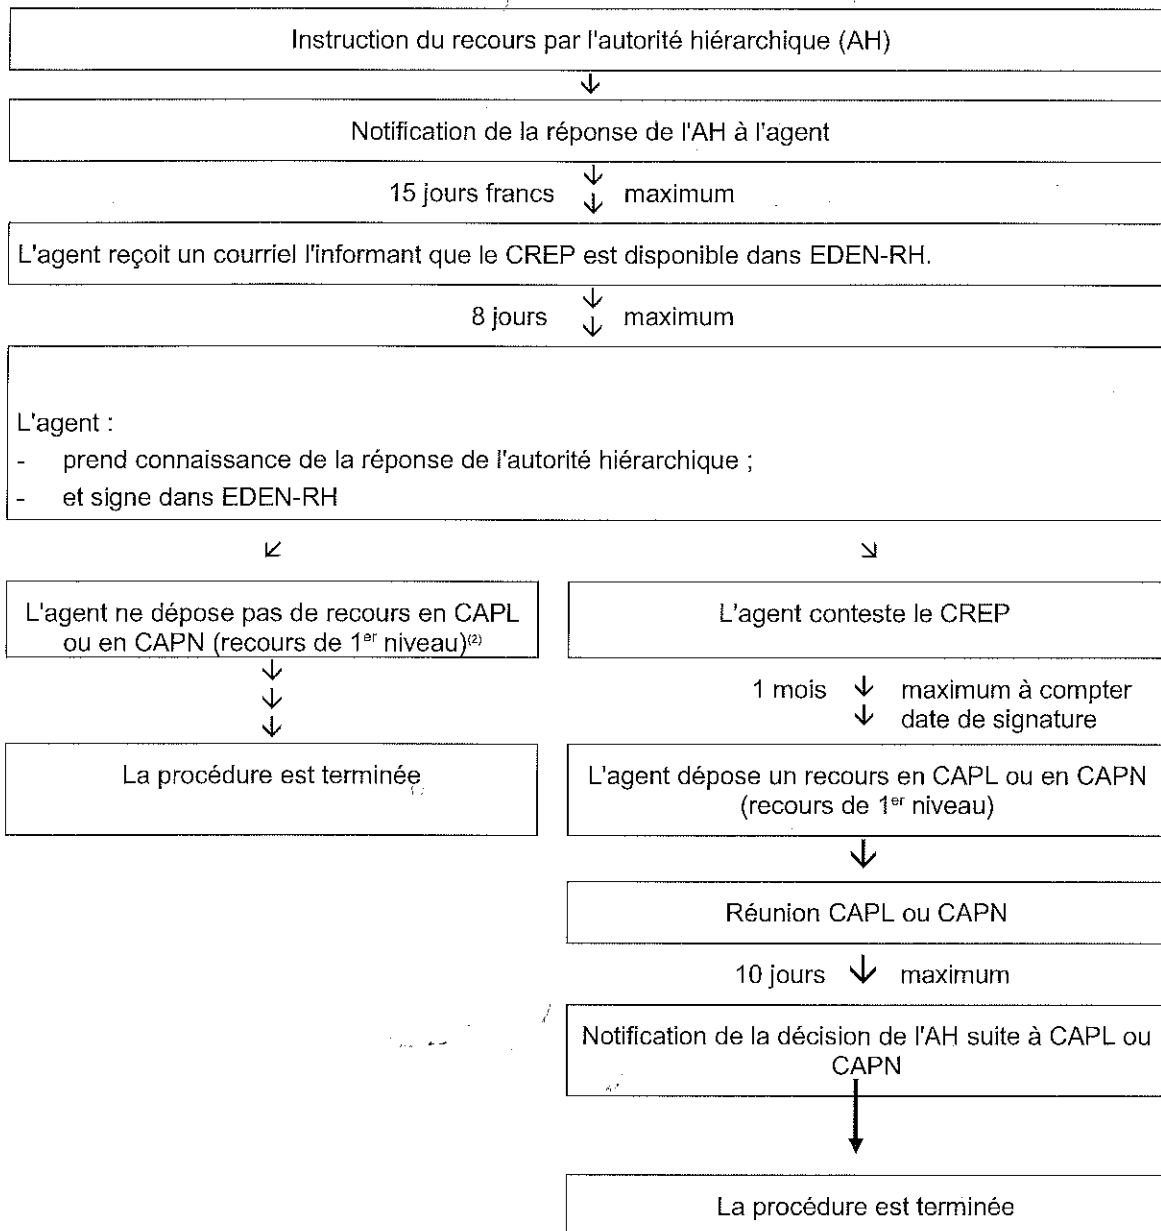 Instruction du recours par l'autorité hiérarchique (AH)
Notification de la réponse de l'AH à l'agent
15 jours francs maximum
L'agent reçoit un courriel l'informant que le CREP est disponible dans EDEN-RH.
8 jours maximum
L'agent :
- prend connaissance de la réponse de l'autorité hiérarchique ;
- et signe dans EDEN-RH
L'agent ne dépose pas de recours en CAPL
ou en CAPN (recours de 1er niveau)(2)
La procédure est terminée
L'agent conteste le CREP
1 mois maximum à compter
date de signature
L'agent dépose un recours en CAPL ou en CAPN
(recours de 1er niveau)
Réunion CAPL ou CAPN
10 jours maximum
Notification de la décision de l'AH suite à CAPL ou
CAPN
La procédure est terminée